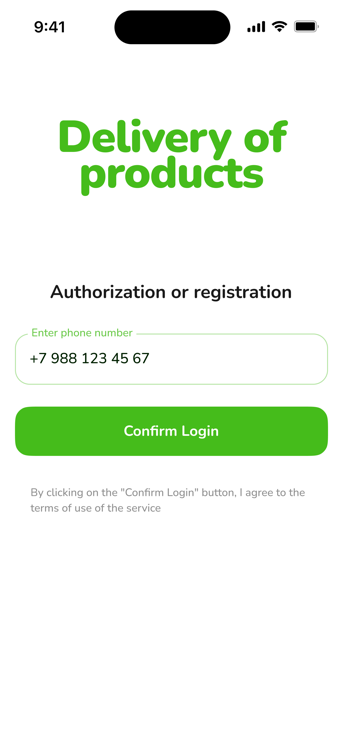 9:41
Delivery of
products
Authorization or registration
Enter phone number
+7 988 123 45 67
Confirm Login
By clicking on the "Confirm Login" button, I agree to the
terms of use of the service